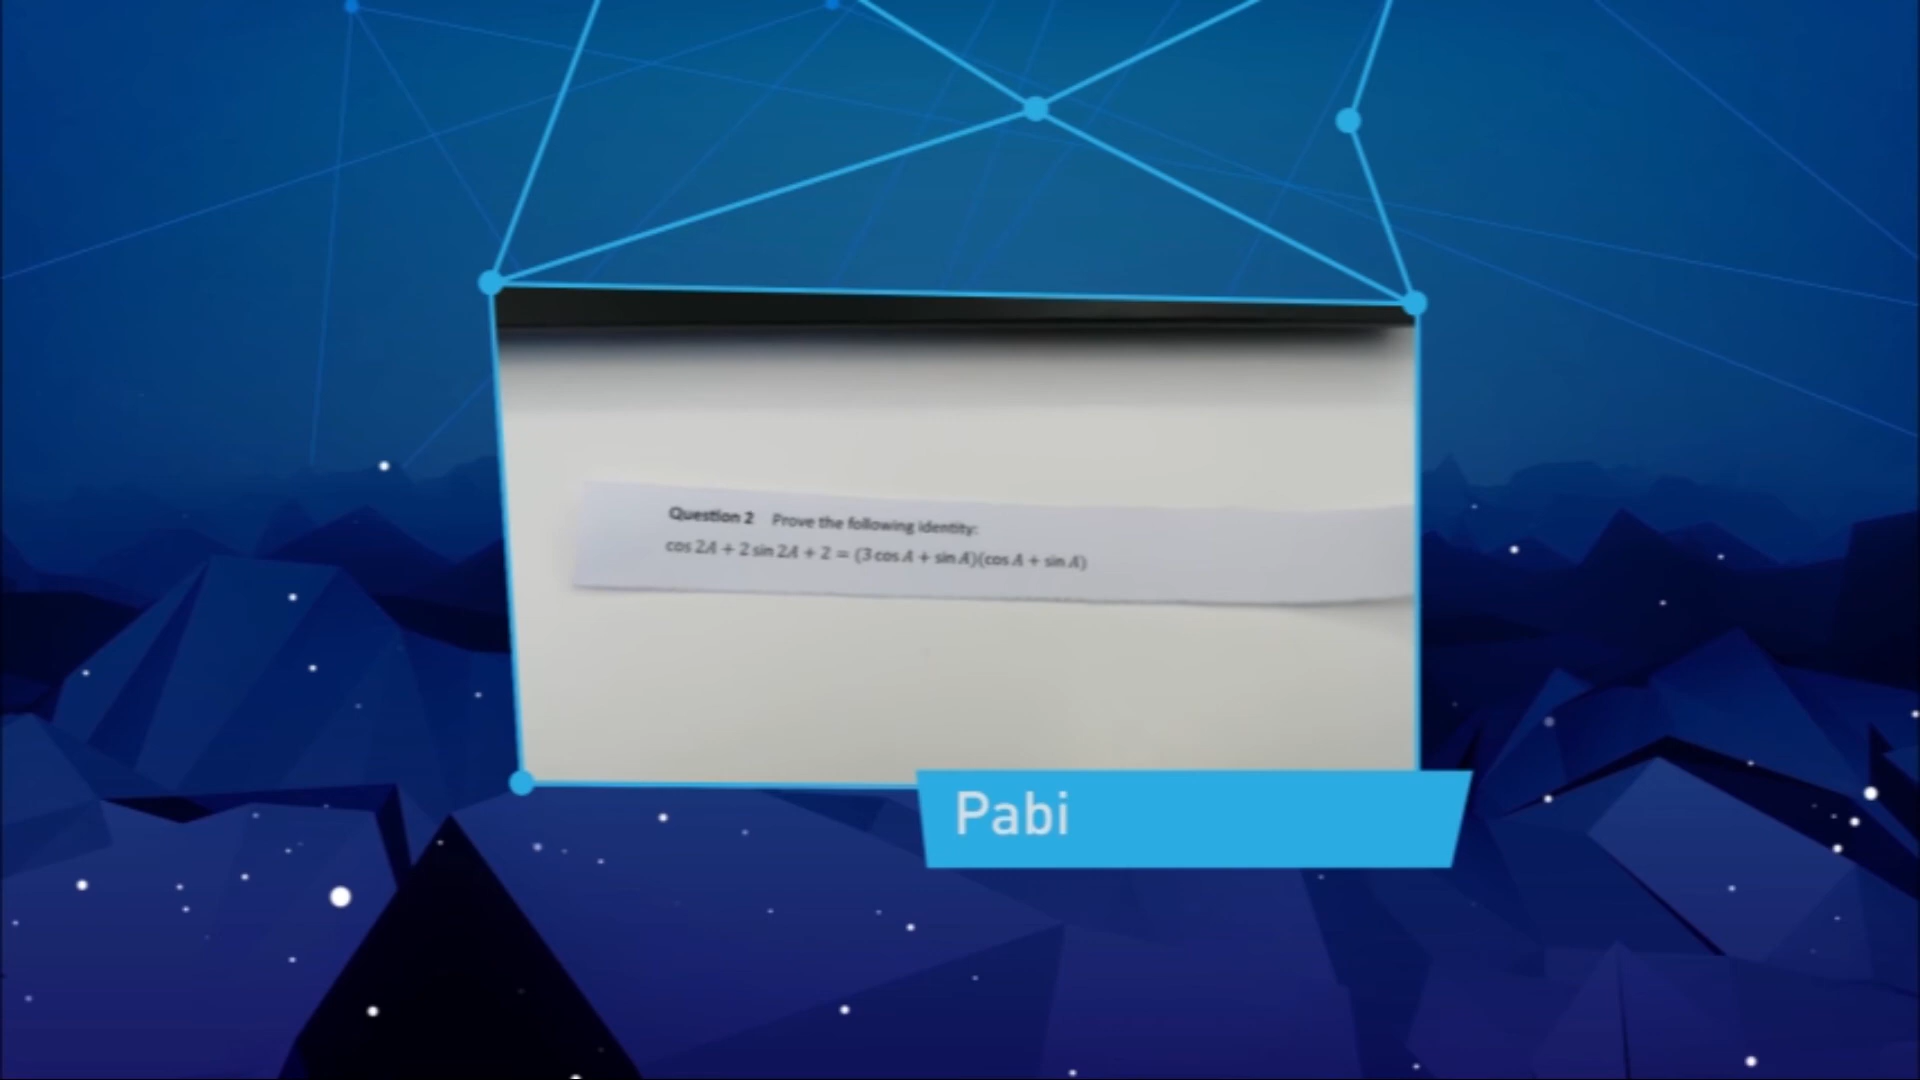 Question 2 Prove the following identity:
cos 2A + 2 sin 2A + 2 = (3 cos A + sin A)(cos A + sin A)
Pabi